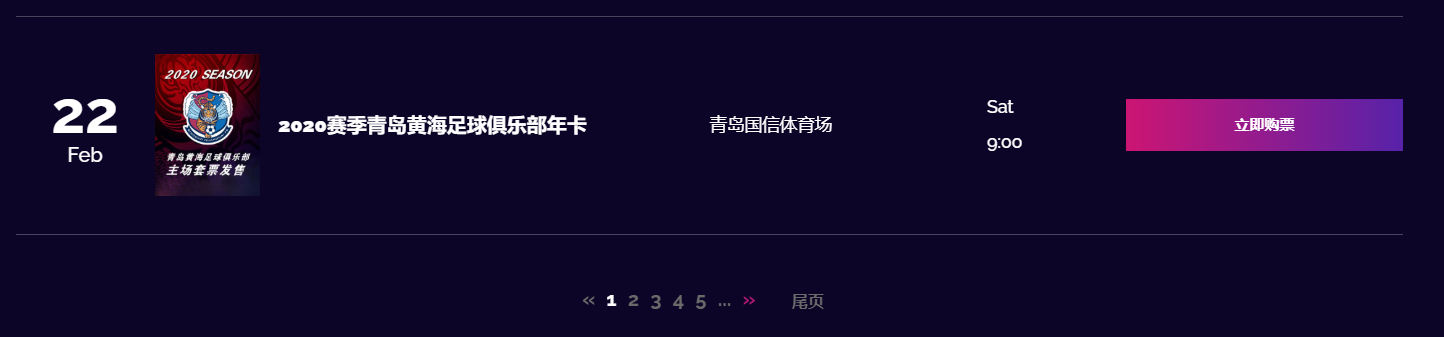 22
Feb
2020 SEASON
青岛黄海足球俱乐部
主场套票发售
2020赛季青岛黄海足球俱乐部年卡
青岛国信体育场
Sat
9:00
立即购票
« 1 2 3 4 5 ... » 尾页